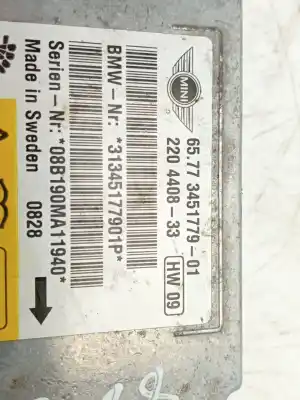 MINI
65.77 3451779-01
220 4408-33
HW 09
BMW-Nr: *31345177901P*
Serien-Nr: *08B190MA11940*
Made in Sweden 0828